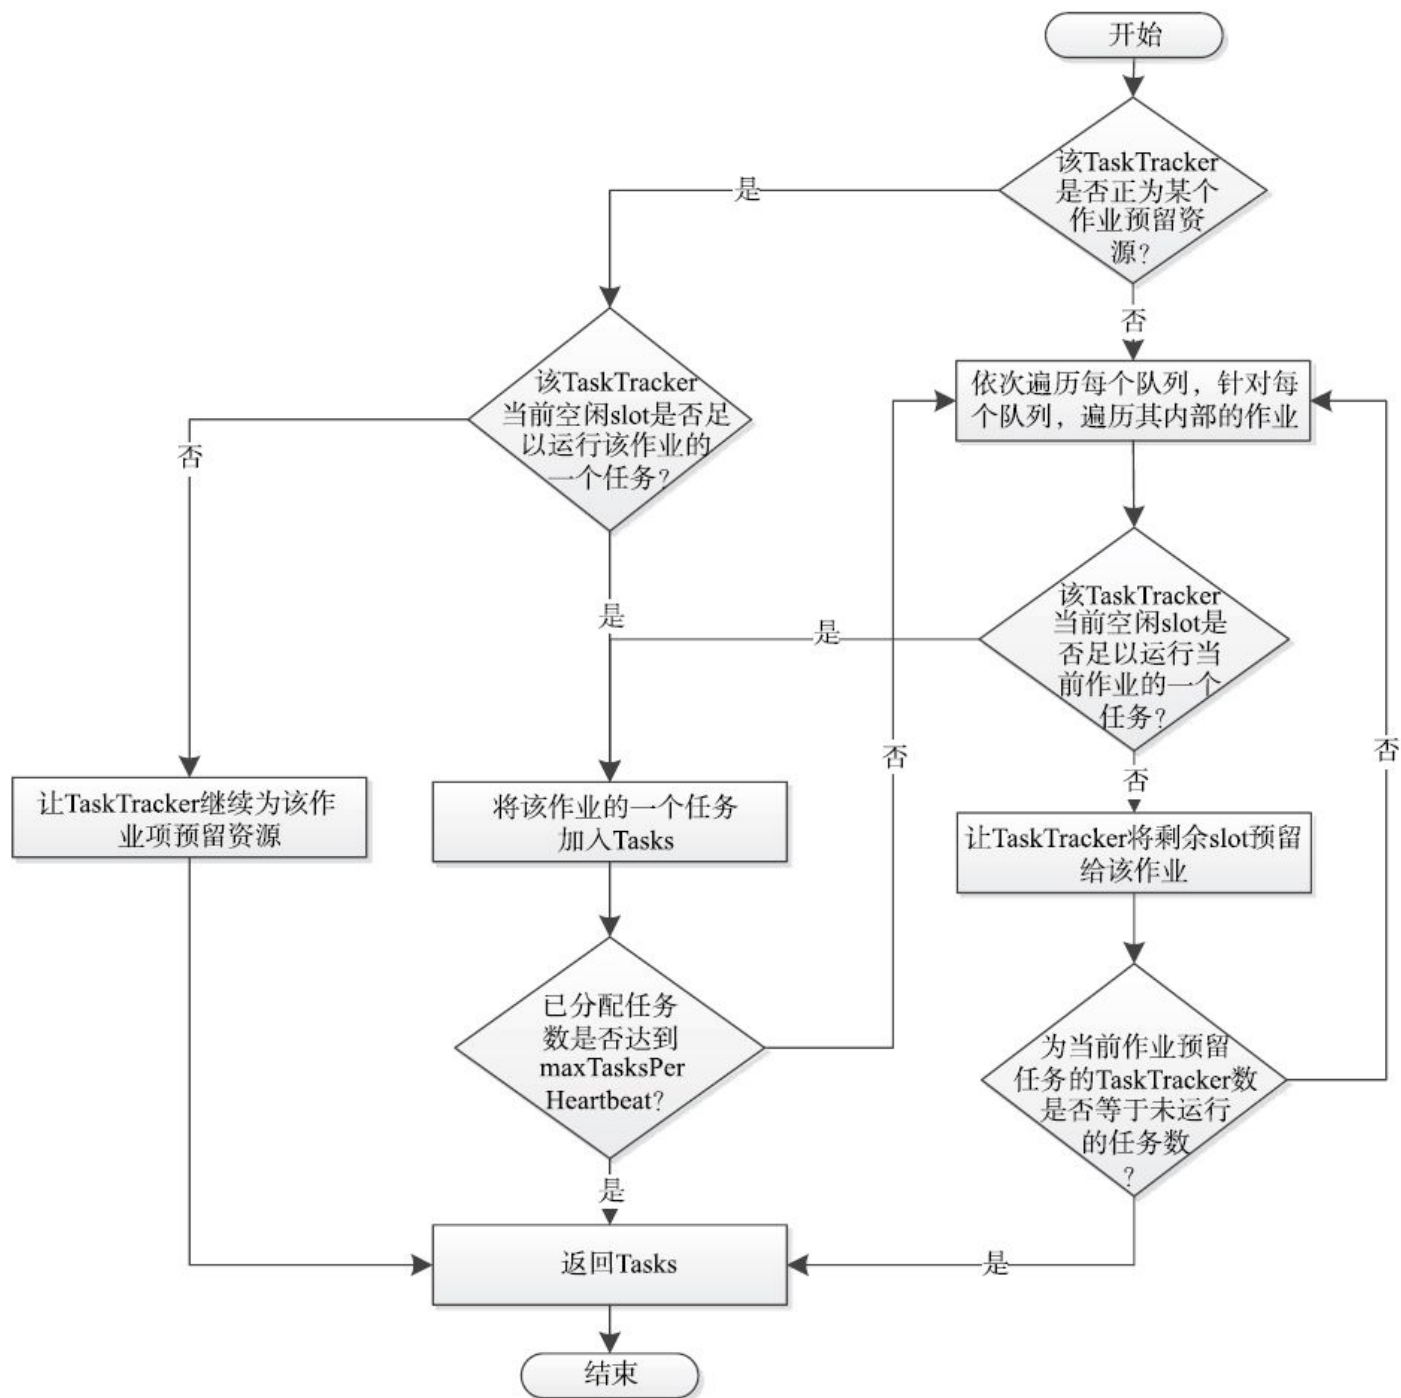 开始
该TaskTracker
是否正为某个
作业预留资
源?
是
否
该TaskTracker
当前空闲slot是否足
以运行该作业的
一个任务?
依次遍历每个队列，针对每
个队列，遍历其内部的作业
否
是
该TaskTracker
当前空闲slot是
否足以运行当
前作业的一个
任务?
是
否
否
否
让TaskTracker继续为该作
业项预留资源
将该作业的一个任务
加入Tasks
让TaskTracker将剩余slot预留
给该作业
已分配任务
数是否达到
maxTasksPer
Heartbeat?
为当前作业预留
任务的TaskTracker数
是否等于未运行
的任务数
?
是
返回Tasks
是
结束